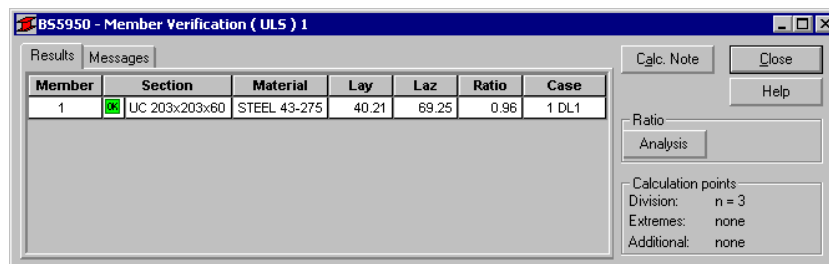 BS5950 - Member Verification ( ULS ) 1
Results Messages
Member Section Material Lay Laz Ratio Case
1 OK UC 203x203x60 STEEL 43-275 40.21 69.25 0.96 1 DL1
Calc. Note Close
Help
Ratio
Analysis
Calculation points
Division: n = 3
Extremes: none
Additional: none